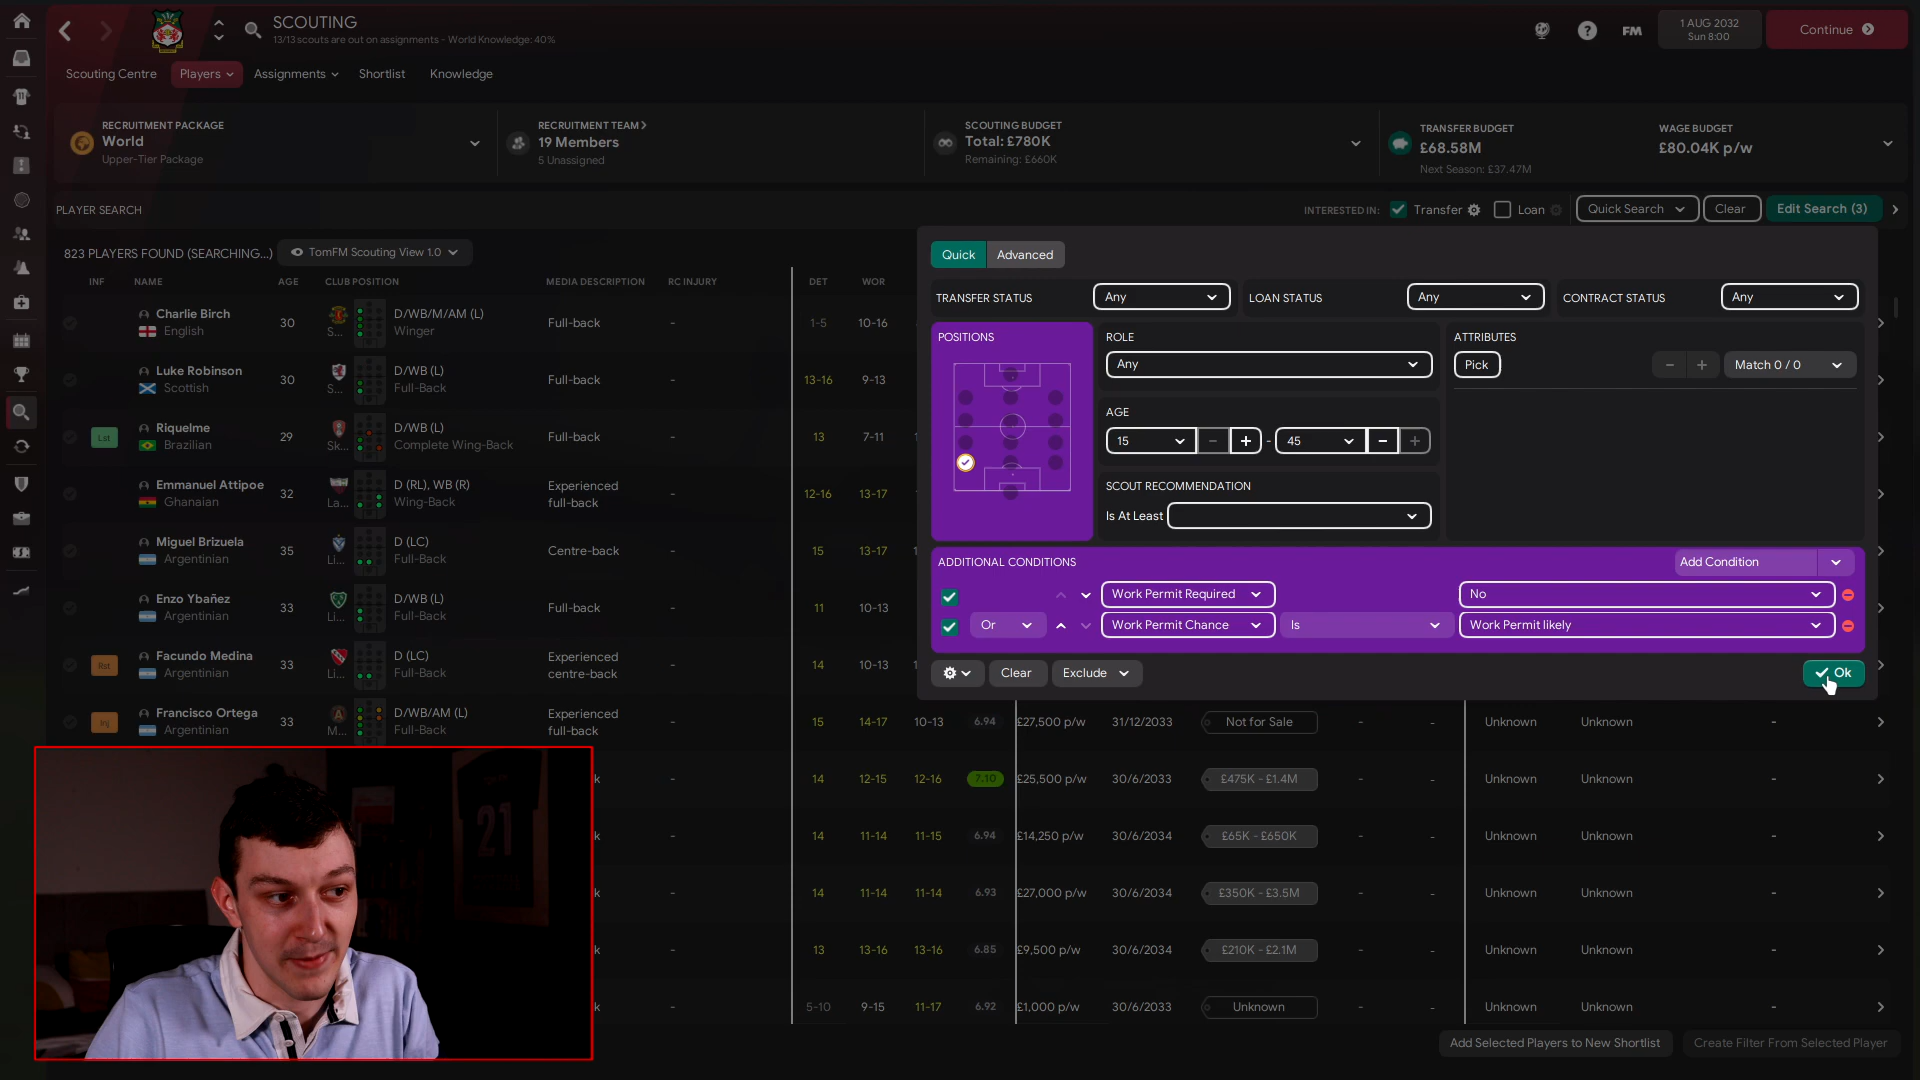 SCOUTING
13/13 scouts are out on assignments - World Knowledge: 40%
FM
1 AUG 2032
Sun 8:00
Continue
Scouting Centre
Players
Assignments
Shortlist
Knowledge
RECRUITMENT PACKAGE
World
Upper-Tier Package
RECRUITMENT TEAM >
19 Members
5 Unassigned
SCOUTING BUDGET
Total: £780K
Remaining: £660K
TRANSFER BUDGET
£68.58M
Next Season: £37.47M
WAGE BUDGET
£80.04K p/w
PLAYER SEARCH
INTERESTED IN:
Transfer
Loan
Quick Search
Clear
Edit Search (3)
823 PLAYERS FOUND (SEARCHING...)
TomFM Scouting View 1.0
INF NAME AGE CLUB POSITION MEDIA DESCRIPTION RC INJURY DET WOR
Charlie Birch
English
30
S...
D/WB/M/AM (L)
Winger
Full-back
-
1-5
10-16
Luke Robinson
Scottish
30
S...
D/WB (L)
Full-Back
Full-back
-
13-16
9-13
Lst
Riquelme
Brazilian
29
Sk...
D/WB (L)
Complete Wing-Back
Full-back
-
13
7-11
Emmanuel Attipoe
Ghanaian
32
La...
D (RL), WB (R)
Wing-Back
Experienced
full-back
-
12-16
13-17
Miguel Brizuela
Argentinian
35
Li...
D (LC)
Full-Back
Centre-back
-
15
13-17
Enzo Ybañez
Argentinian
33
Li...
D/WB (L)
Full-Back
Full-back
-
11
10-13
Rst
Facundo Medina
Argentinian
33
Li...
D (LC)
Full-Back
Experienced
centre-back
-
14
10-13
Inj
Francisco Ortega
Argentinian
33
M...
D/WB/AM (L)
Full-Back
Experienced
full-back
-
15 14-17 10-13 6.94 £27,500 p/w 31/12/2033 Not for Sale - - Unknown Unknown -
k - 14 12-15 12-16 7.10 £25,500 p/w 30/6/2033 £475K - £1.4M - - Unknown Unknown -
k - 14 11-14 11-15 6.94 £14,250 p/w 30/6/2034 £65K - £650K - - Unknown Unknown -
k - 14 11-14 11-14 6.93 £27,000 p/w 30/6/2034 £350K - £3.5M - - Unknown Unknown -
k - 13 13-16 13-16 6.85 £9,500 p/w 30/6/2034 £210K - £2.1M - - Unknown Unknown -
k - 5-10 9-15 11-17 6.92 £1,000 p/w 30/6/2033 Unknown - - Unknown Unknown -
Quick
Advanced
TRANSFER STATUS
Any
LOAN STATUS
Any
CONTRACT STATUS
Any
POSITIONS
ROLE
Any
ATTRIBUTES
Pick
Match 0 / 0
AGE
15
-
45
SCOUT RECOMMENDATION
Is At Least
ADDITIONAL CONDITIONS
Add Condition
Work Permit Required
No
Or
Work Permit Chance
Is
Work Permit likely
Clear
Exclude
Ok
21
Add Selected Players to New Shortlist
Create Filter From Selected Player